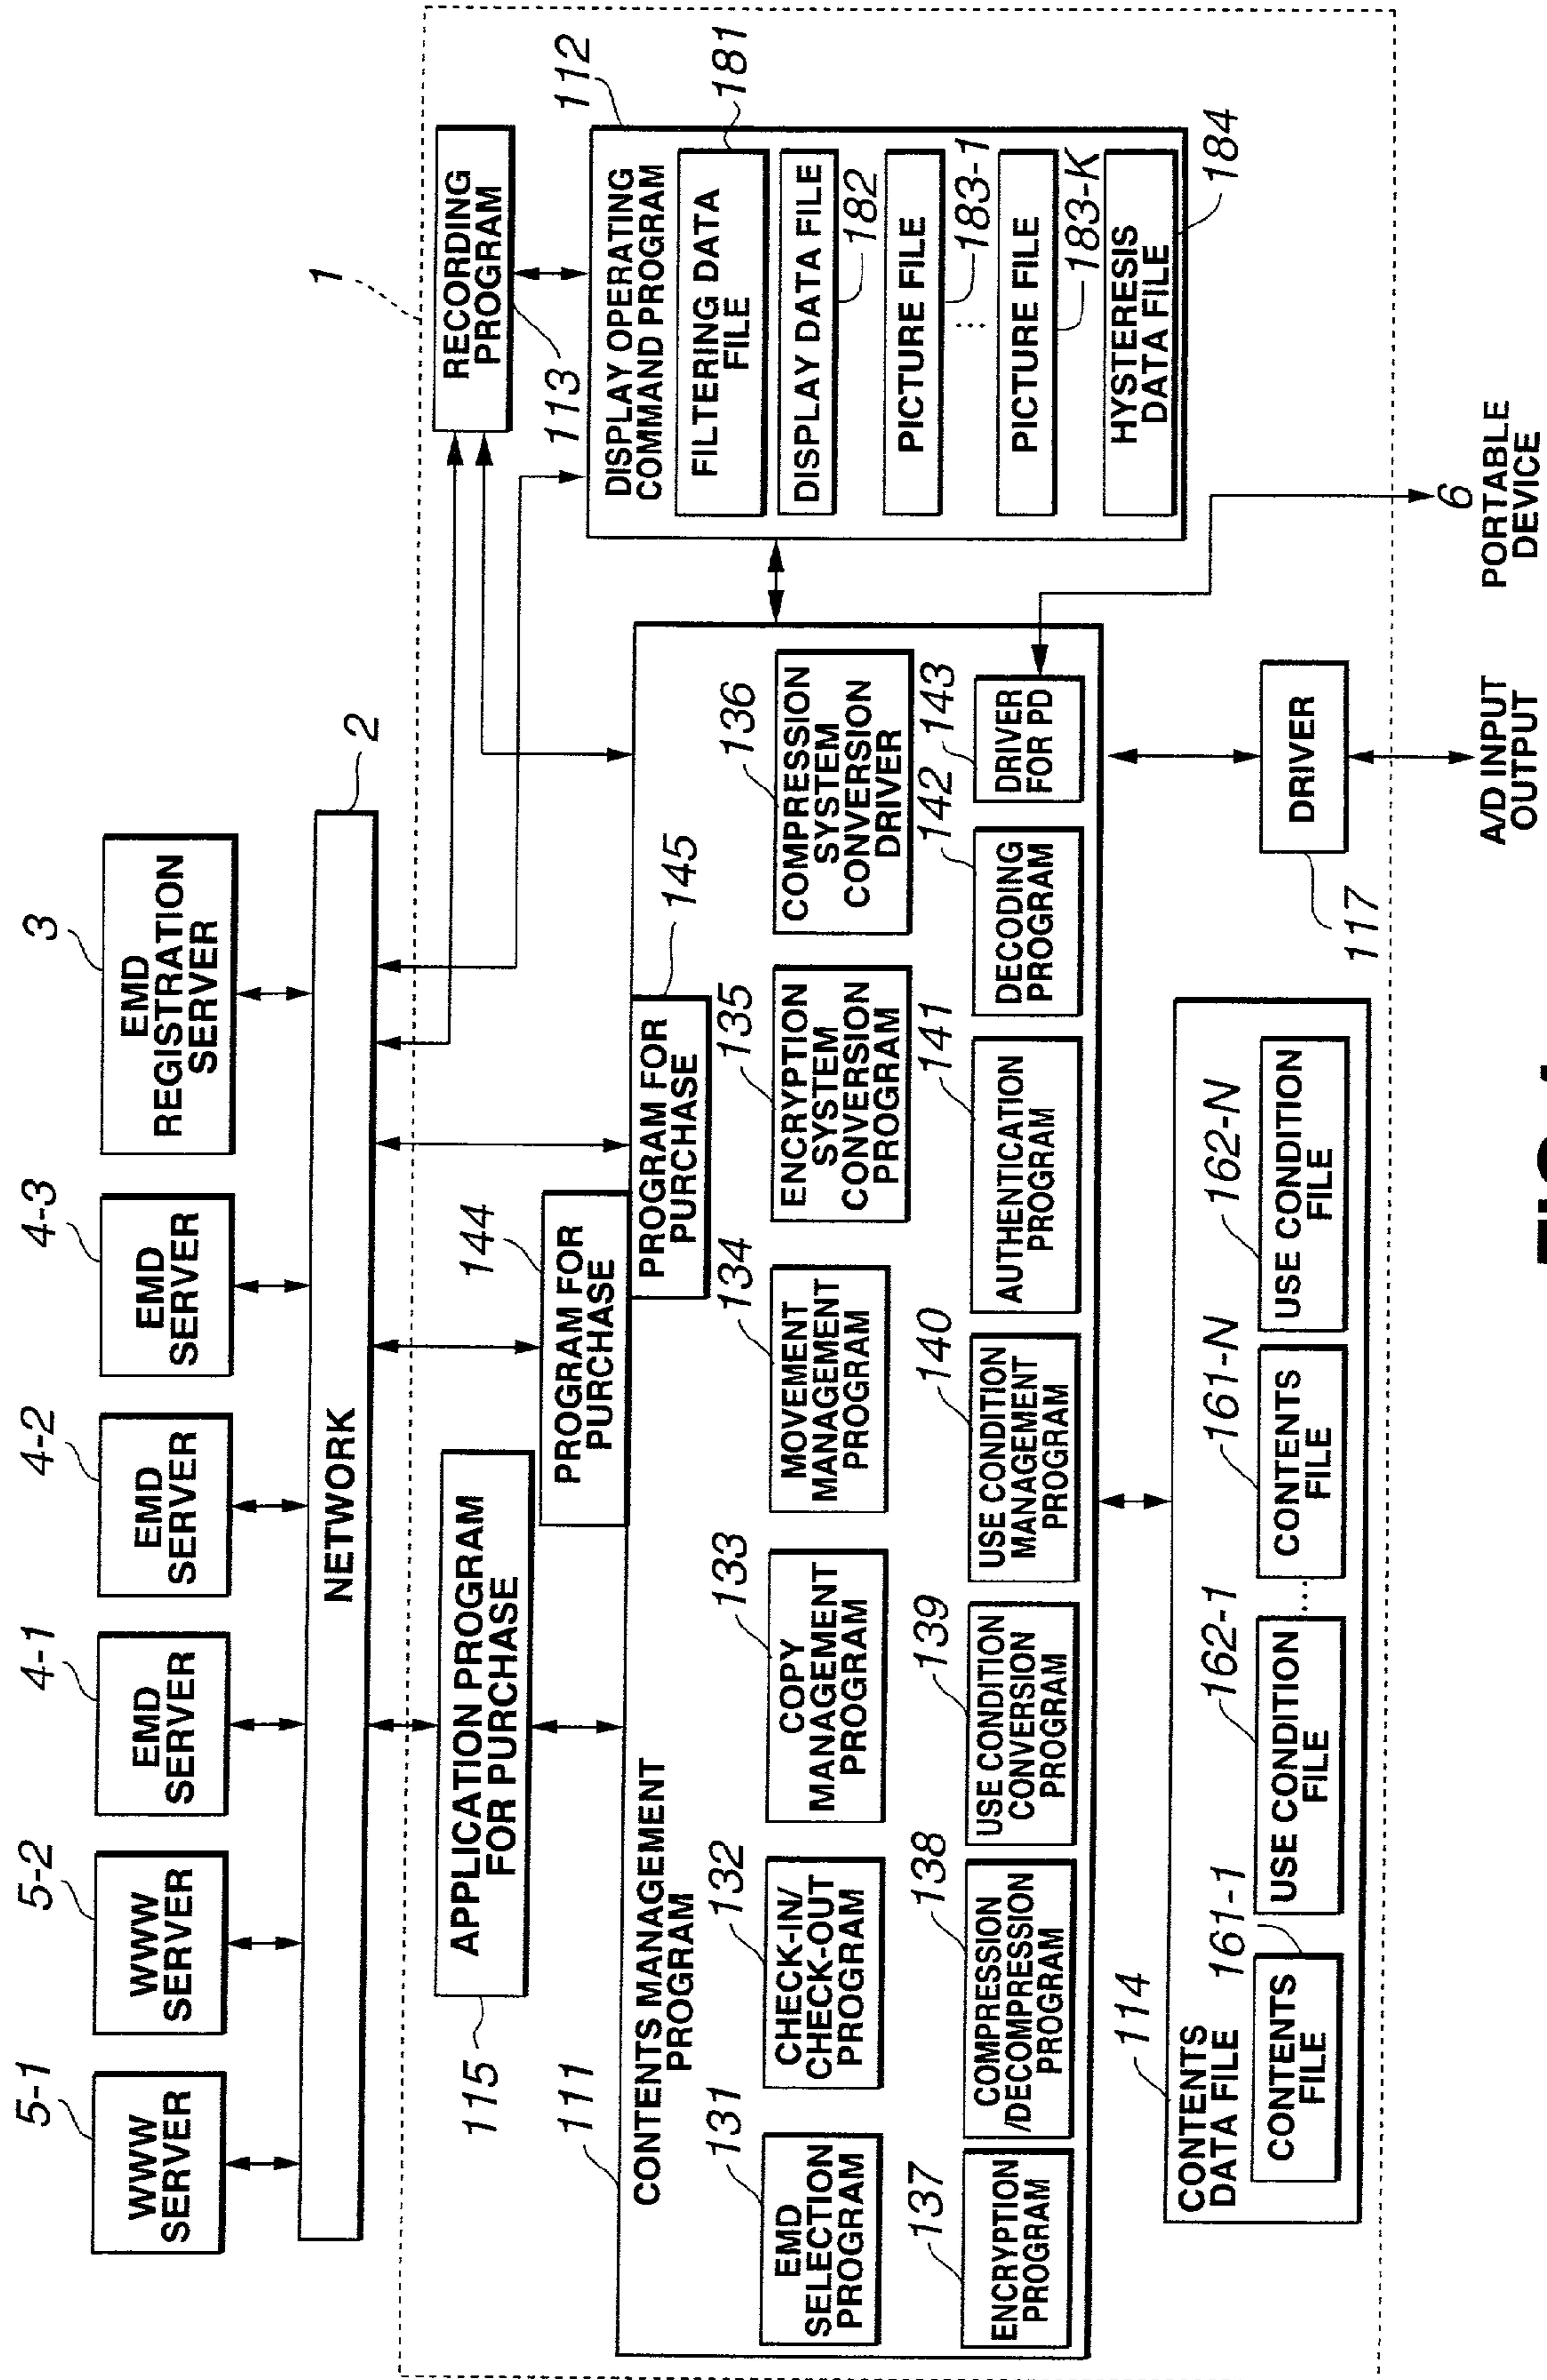 5-1
WWW
SERVER
5-2
WWW
SERVER
4-1
EMD
SERVER
4-2
EMD
SERVER
4-3
EMD
SERVER
3
EMD
REGISTRATION
SERVER
NETWORK
2
1
115
APPLICATION PROGRAM
FOR PURCHASE
144
PROGRAM FOR
PURCHASE
145
PROGRAM FOR
PURCHASE
RECORDING
PROGRAM
113
111
CONTENTS MANAGEMENT
PROGRAM
131
EMD
SELECTION
PROGRAM
132
CHECK-IN/
CHECK-OUT
PROGRAM
133
COPY
MANAGEMENT
PROGRAM
134
MOVEMENT
MANAGEMENT
PROGRAM
135
ENCRYPTION
SYSTEM
CONVERSION
PROGRAM
136
COMPRESSION
SYSTEM
CONVERSION
DRIVER
137
ENCRYPTION
PROGRAM
138
COMPRESSION
/DECOMPRESSION
PROGRAM
139
USE CONDITION
CONVERSION
PROGRAM
140
USE CONDITION
MANAGEMENT
PROGRAM
141
AUTHENTICATION
PROGRAM
142
DECODING
PROGRAM
143
DRIVER
FOR PD
112
DISPLAY OPERATING
COMMAND PROGRAM
181
FILTERING DATA
FILE
DISPLAY DATA FILE
182
PICTURE FILE
183-1
...
PICTURE FILE
183-K
HYSTERESIS
DATA FILE
184
114
CONTENTS
DATA FILE
161-1
CONTENTS
FILE
162-1
USE CONDITION
FILE
...
161-N
CONTENTS
FILE
162-N
USE CONDITION
FILE
DRIVER
117
A/D INPUT
OUTPUT
6
PORTABLE
DEVICE